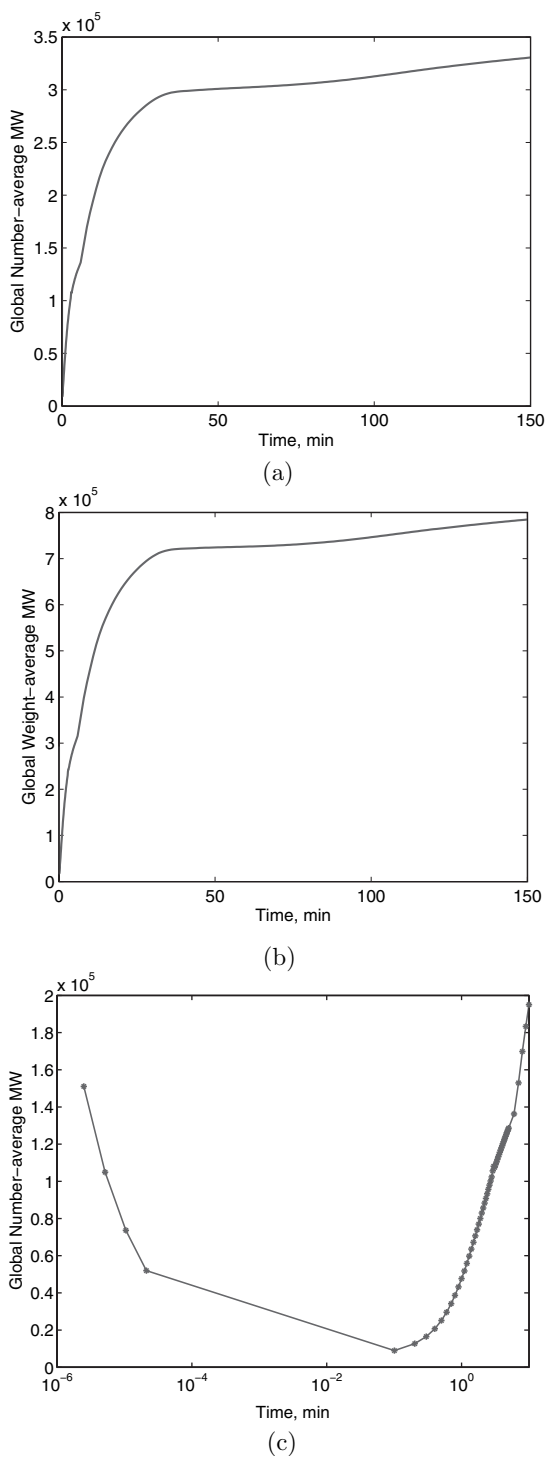 x 10^5
3.5
3
2.5
2
1.5
1
0.5
0
Global Number−average MW
0 50 100 150
Time, min
(a)
x 10^5
8
7
6
5
4
3
2
1
0
Global Weight−average MW
0 50 100 150
Time, min
(b)
x 10^5
2
1.8
1.6
1.4
1.2
1
0.8
0.6
0.4
0.2
0
Global Number−average MW
10^−6 10^−4 10^−2 10^0
Time, min
(c)